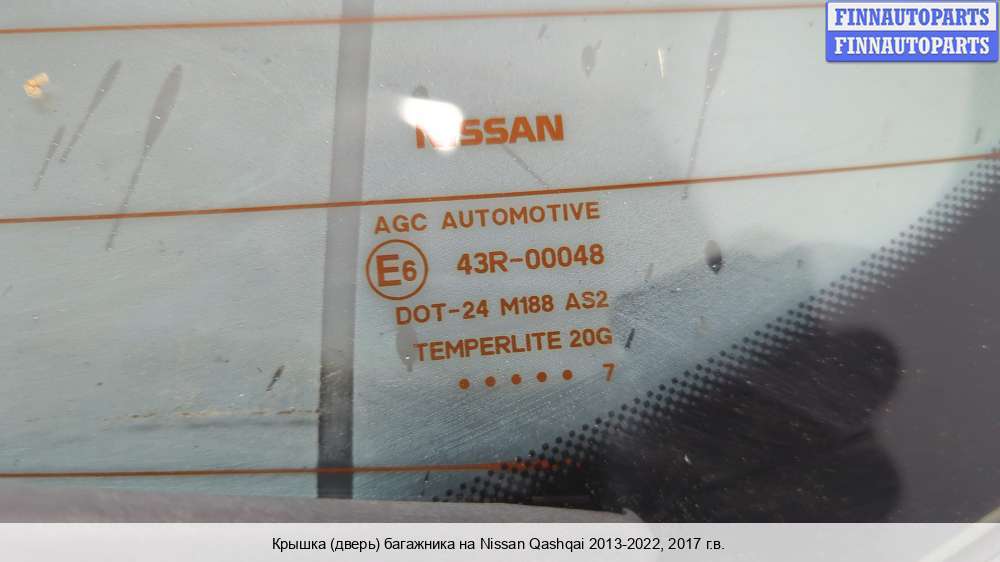 FINNAUTOPARTS
FINNAUTOPARTS
NISSAN
AGC AUTOMOTIVE
E6 43R-00048
DOT-24 M188 AS2
TEMPERLITE 20G
• • • • • 7
Крышка (дверь) багажника на Nissan Qashqai 2013-2022, 2017 г.в.